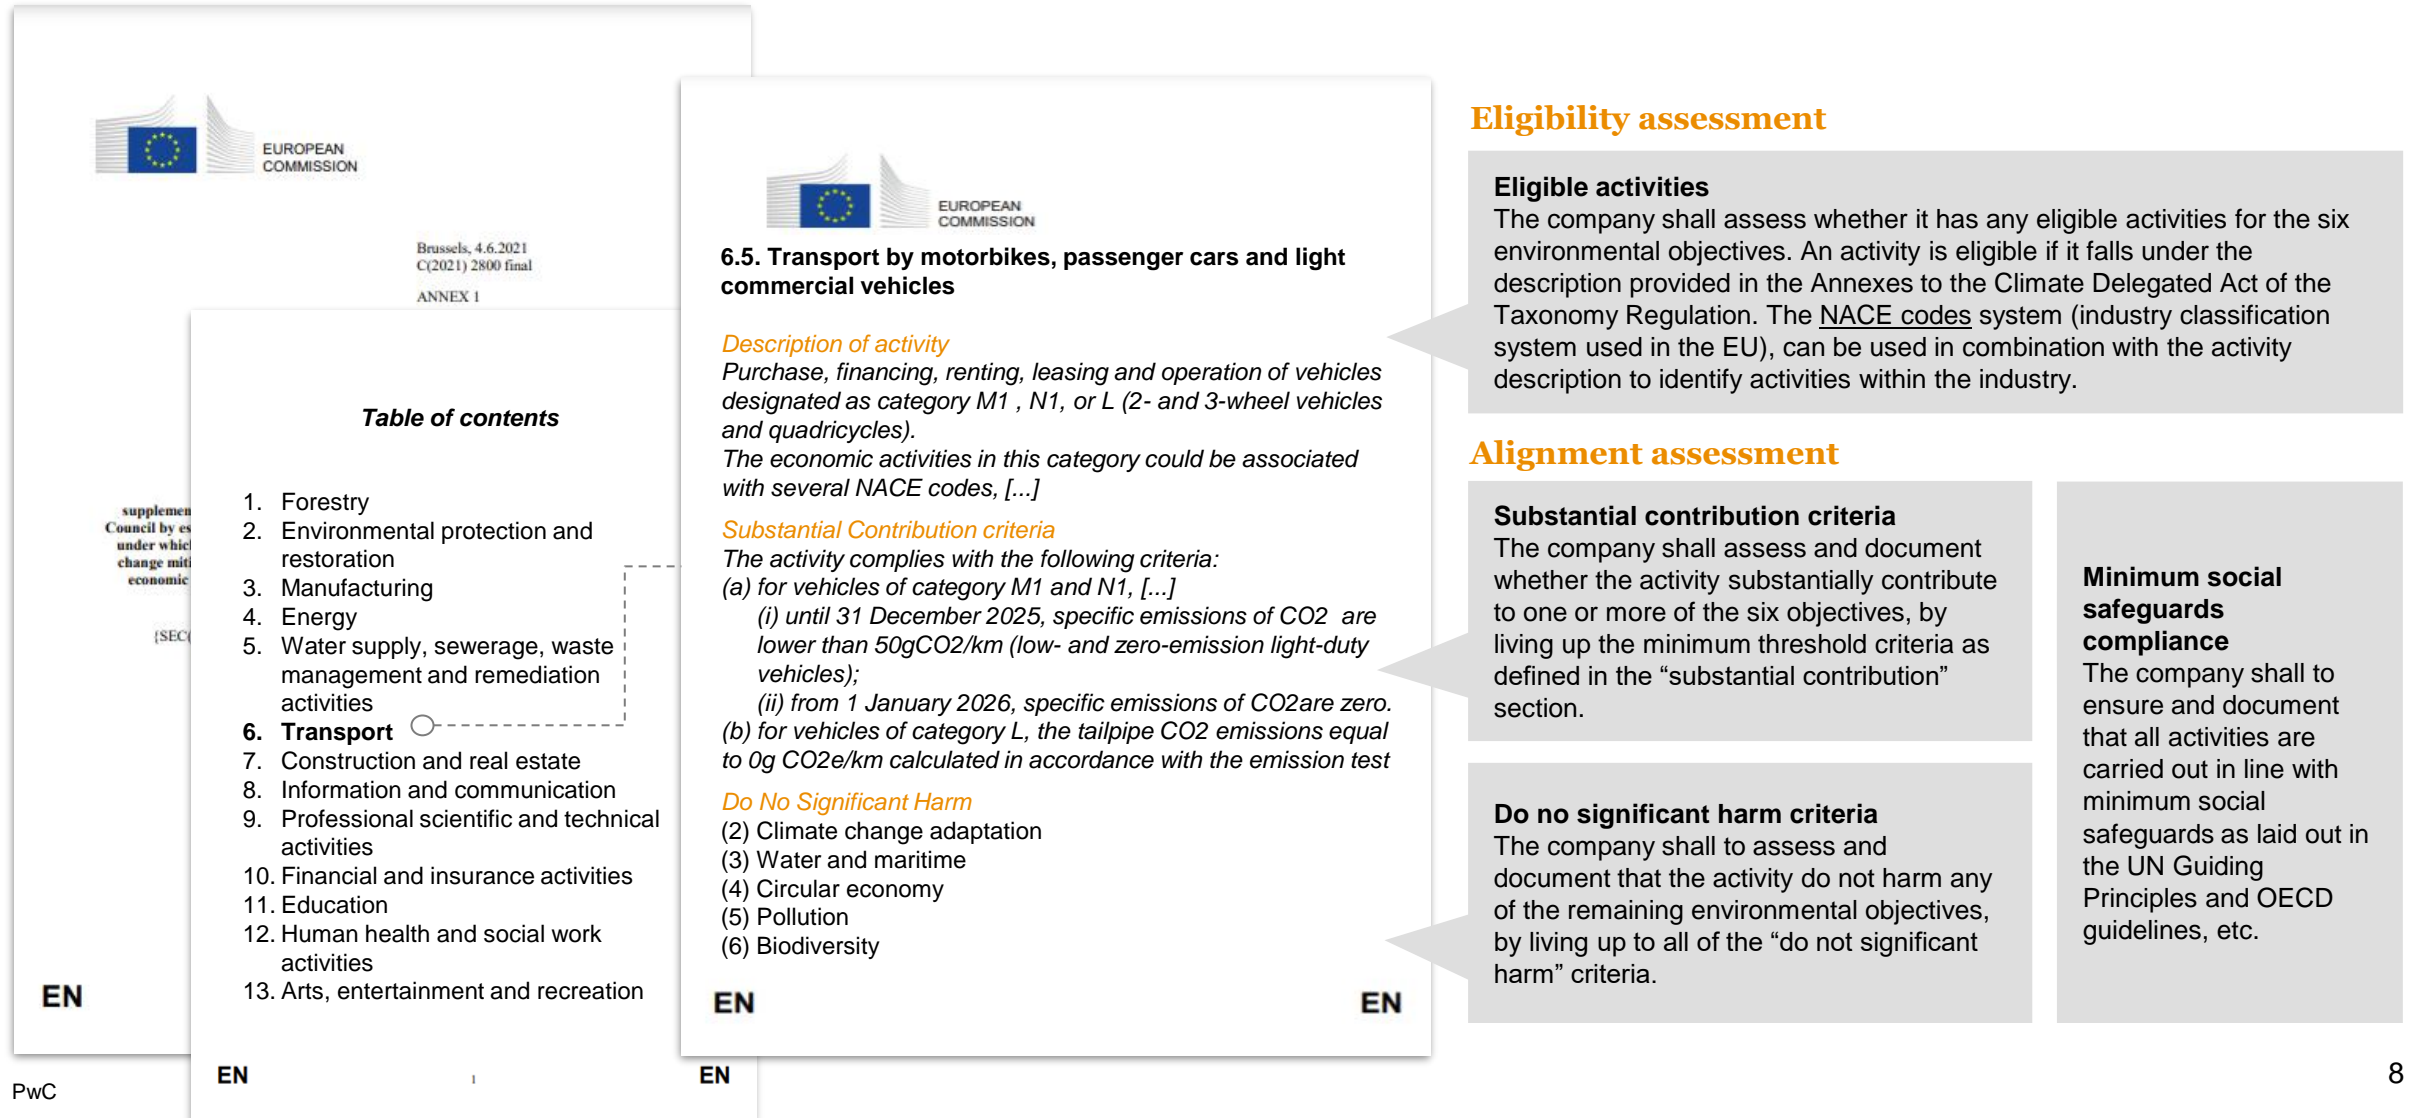 EUROPEAN
COMMISSION
Brussels, 4.6.2021
C(2021) 2800 final
ANNEX 1
supplemen
Council by es
under whicl
change miti
economic
{SEC(
EN
Table of contents
1. Forestry
2. Environmental protection and
restoration
3. Manufacturing
4. Energy
5. Water supply, sewerage, waste
management and remediation
activities
6. Transport
7. Construction and real estate
8. Information and communication
9. Professional scientific and technical
activities
10. Financial and insurance activities
11. Education
12. Human health and social work
activities
13. Arts, entertainment and recreation
EN 1 EN
EUROPEAN
COMMISSION
6.5. Transport by motorbikes, passenger cars and light
commercial vehicles
Description of activity
Purchase, financing, renting, leasing and operation of vehicles
designated as category M1 , N1, or L (2- and 3-wheel vehicles
and quadricycles).
The economic activities in this category could be associated
with several NACE codes, [...]
Substantial Contribution criteria
The activity complies with the following criteria:
(a) for vehicles of category M1 and N1, [...]
(i) until 31 December 2025, specific emissions of CO2 are
lower than 50gCO2/km (low- and zero-emission light-duty
vehicles);
(ii) from 1 January 2026, specific emissions of CO2are zero.
(b) for vehicles of category L, the tailpipe CO2 emissions equal
to 0g CO2e/km calculated in accordance with the emission test
Do No Significant Harm
(2) Climate change adaptation
(3) Water and maritime
(4) Circular economy
(5) Pollution
(6) Biodiversity
EN EN
Eligibility assessment
Eligible activities
The company shall assess whether it has any eligible activities for the six
environmental objectives. An activity is eligible if it falls under the
description provided in the Annexes to the Climate Delegated Act of the
Taxonomy Regulation. The NACE codes system (industry classification
system used in the EU), can be used in combination with the activity
description to identify activities within the industry.
Alignment assessment
Substantial contribution criteria
The company shall assess and document
whether the activity substantially contribute
to one or more of the six objectives, by
living up the minimum threshold criteria as
defined in the “substantial contribution”
section.
Do no significant harm criteria
The company shall to assess and
document that the activity do not harm any
of the remaining environmental objectives,
by living up to all of the “do not significant
harm” criteria.
Minimum social
safeguards
compliance
The company shall to
ensure and document
that all activities are
carried out in line with
minimum social
safeguards as laid out in
the UN Guiding
Principles and OECD
guidelines, etc.
PwC
8